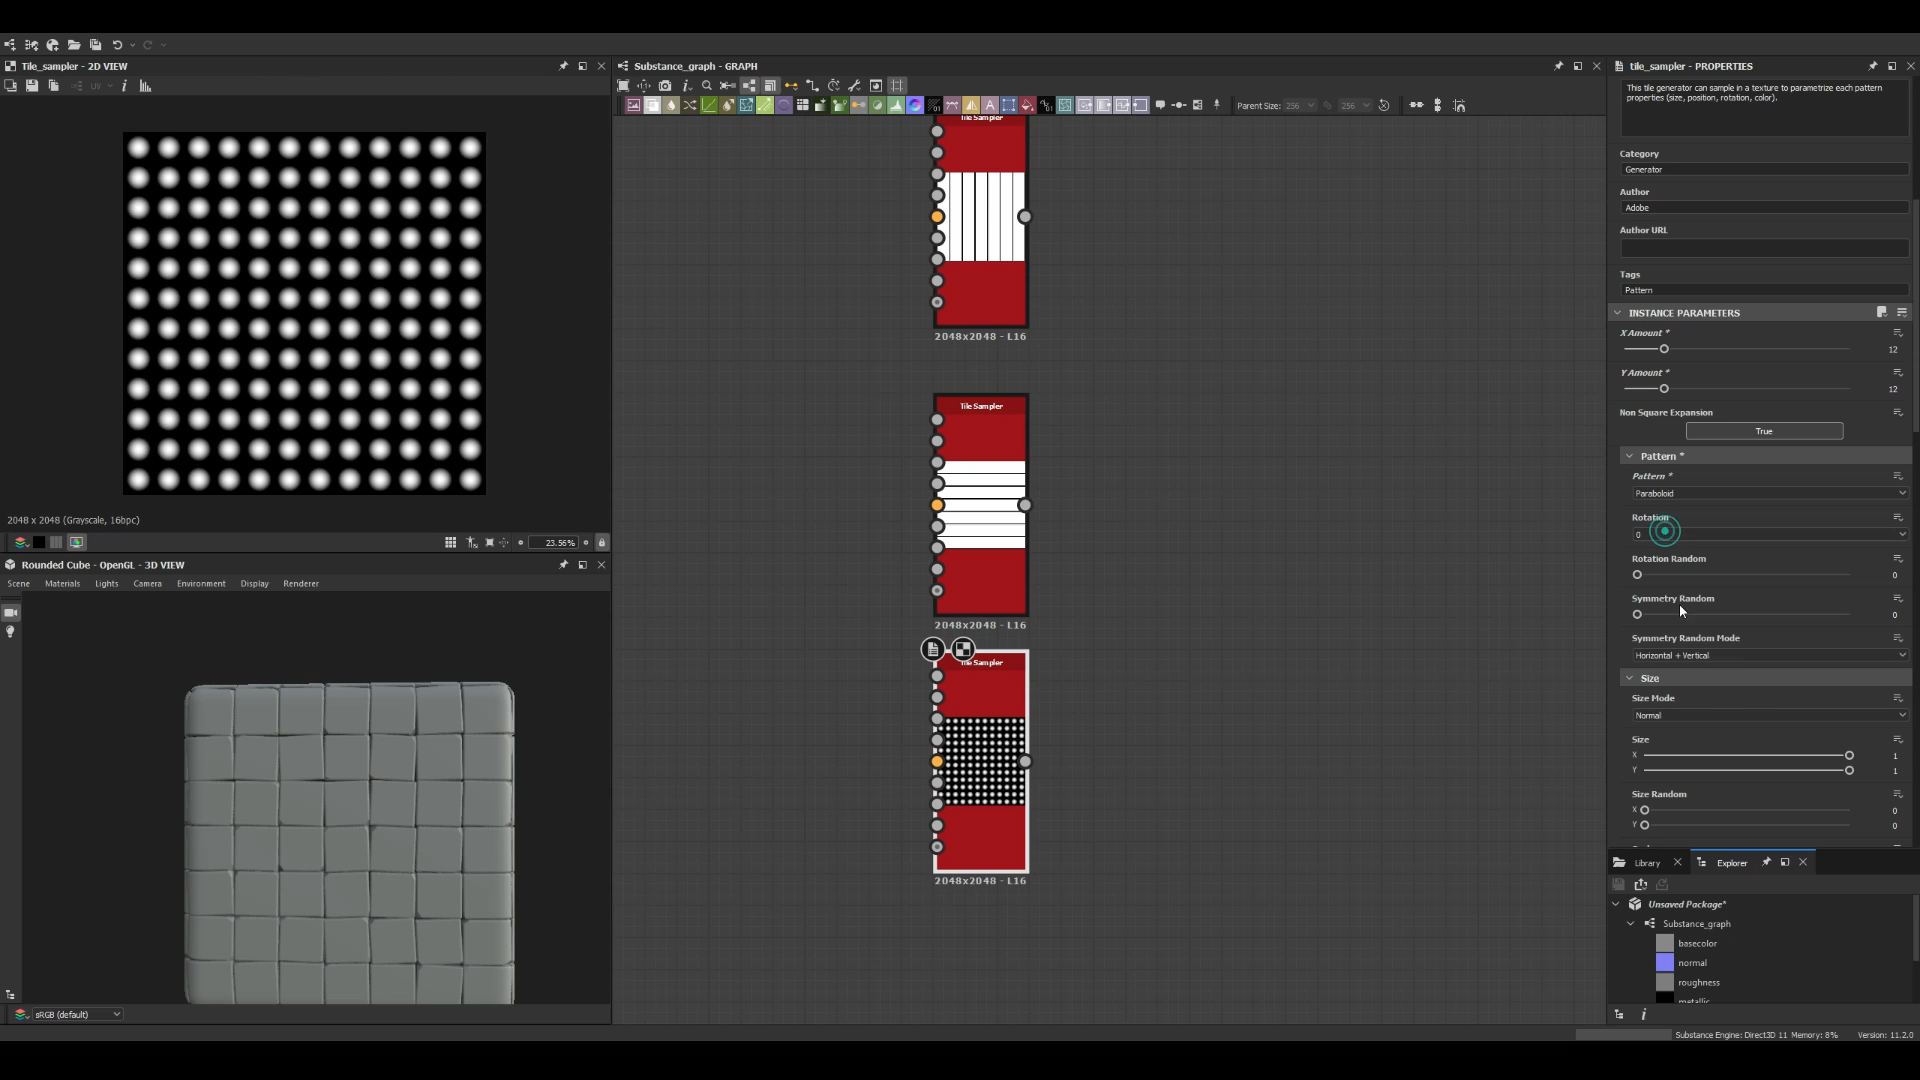 Tile_sampler - 2D VIEW
UV
2048 x 2048 (Grayscale, 16bpc)
23.56%
Rounded Cube - OpenGL - 3D VIEW
Scene Materials Lights Camera Environment Display Renderer
sRGB (default)
Substance_graph - GRAPH
Parent Size: 256 256
Tile Sampler
2048x2048 - L16
Tile Sampler
2048x2048 - L16
Tile Sampler
2048x2048 - L16
tile_sampler - PROPERTIES
This tile generator can sample in a texture to parametrize each pattern
properties (size, position, rotation, color).
Category
Generator
Author
Adobe
Author URL
Tags
Pattern
INSTANCE PARAMETERS
X Amount *
12
Y Amount *
12
Non Square Expansion
True
Pattern *
Pattern *
Paraboloid
Rotation
0
Rotation Random
0
Symmetry Random
0
Symmetry Random Mode
Horizontal + Vertical
Size
Size Mode
Normal
Size
X 1
Y 1
Size Random
X 0
Y 0
Library Explorer
Unsaved Package*
Substance_graph
basecolor
normal
roughness
metallic
Substance Engine: Direct3D 11 Memory: 8% Version: 11.2.0